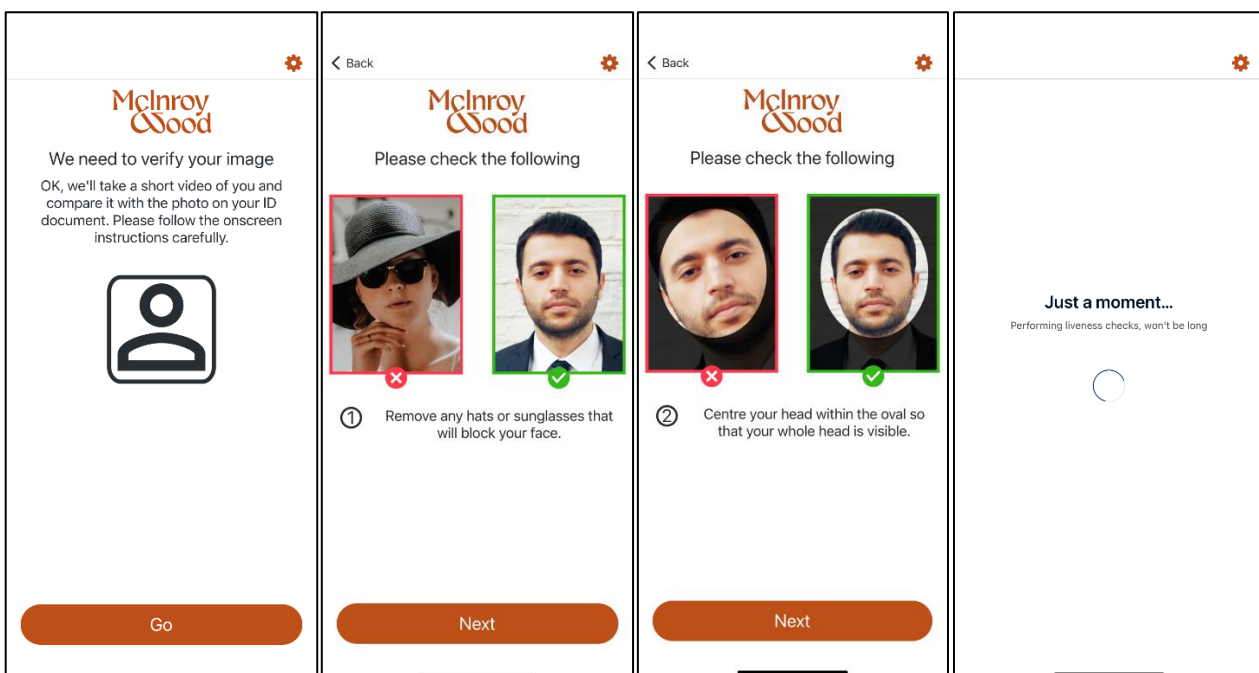 McInroy
&Wood
We need to verify your image
OK, we'll take a short video of you and
compare it with the photo on your ID
document. Please follow the onscreen
instructions carefully.
Go
Back
McInroy
&Wood
Please check the following
1 Remove any hats or sunglasses that
will block your face.
Next
Back
McInroy
&Wood
Please check the following
2 Centre your head within the oval so
that your whole head is visible.
Next
Just a moment...
Performing liveness checks, won't be long